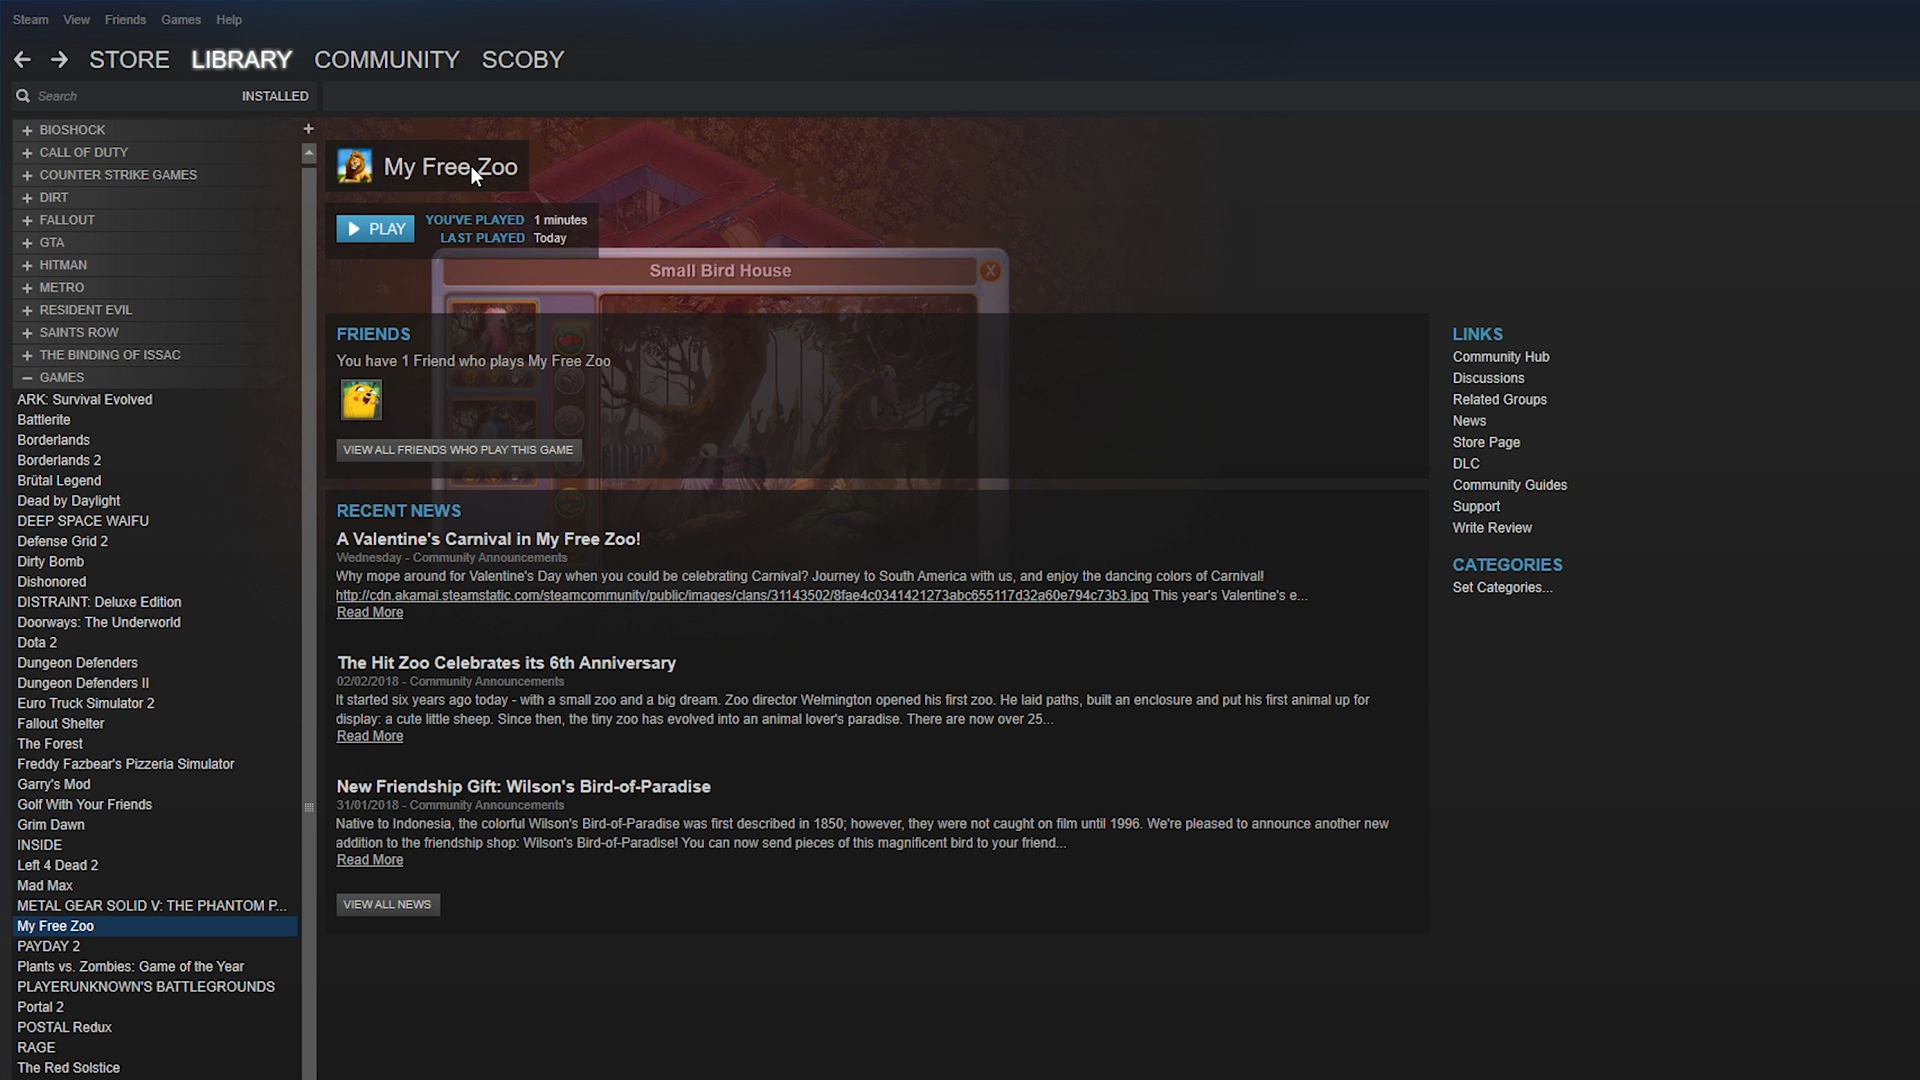 Steam View Friends Games Help
STORE LIBRARY COMMUNITY SCOBY
Search INSTALLED
BIOSHOCK
CALL OF DUTY
COUNTER STRIKE GAMES
DIRT
FALLOUT
GTA
HITMAN
METRO
RESIDENT EVIL
SAINTS ROW
THE BINDING OF ISSAC
GAMES
ARK: Survival Evolved
Battlerite
Borderlands
Borderlands 2
Brütal Legend
Dead by Daylight
DEEP SPACE WAIFU
Defense Grid 2
Dirty Bomb
Dishonored
DISTRAINT: Deluxe Edition
Doorways: The Underworld
Dota 2
Dungeon Defenders
Dungeon Defenders II
Euro Truck Simulator 2
Fallout Shelter
The Forest
Freddy Fazbear's Pizzeria Simulator
Garry's Mod
Golf With Your Friends
Grim Dawn
INSIDE
Left 4 Dead 2
Mad Max
METAL GEAR SOLID V: THE PHANTOM P...
My Free Zoo
PAYDAY 2
Plants vs. Zombies: Game of the Year
PLAYERUNKNOWN'S BATTLEGROUNDS
Portal 2
POSTAL Redux
RAGE
The Red Solstice
My Free Zoo
PLAY
YOU'VE PLAYED 1 minutes
LAST PLAYED Today
Small Bird House
X
FRIENDS
You have 1 Friend who plays My Free Zoo
VIEW ALL FRIENDS WHO PLAY THIS GAME
RECENT NEWS
A Valentine's Carnival in My Free Zoo!
Wednesday - Community Announcements
Why mope around for Valentine's Day when you could be celebrating Carnival? Journey to South America with us, and enjoy the dancing colors of Carnival!
http://cdn.akamai.steamstatic.com/steamcommunity/public/images/clans/31143502/8fae4c0341421273abc655117d32a60e794c73b3.jpg This year's Valentine's e...
Read More
The Hit Zoo Celebrates its 6th Anniversary
02/02/2018 - Community Announcements
It started six years ago today - with a small zoo and a big dream. Zoo director Welmington opened his first zoo. He laid paths, built an enclosure and put his first animal up for
display: a cute little sheep. Since then, the tiny zoo has evolved into an animal lover's paradise. There are now over 25...
Read More
New Friendship Gift: Wilson's Bird-of-Paradise
31/01/2018 - Community Announcements
Native to Indonesia, the colorful Wilson's Bird-of-Paradise was first described in 1850; however, they were not caught on film until 1996. We're pleased to announce another new
addition to the friendship shop: Wilson's Bird-of-Paradise! You can now send pieces of this magnificent bird to your friend...
Read More
VIEW ALL NEWS
LINKS
Community Hub
Discussions
Related Groups
News
Store Page
DLC
Community Guides
Support
Write Review
CATEGORIES
Set Categories...